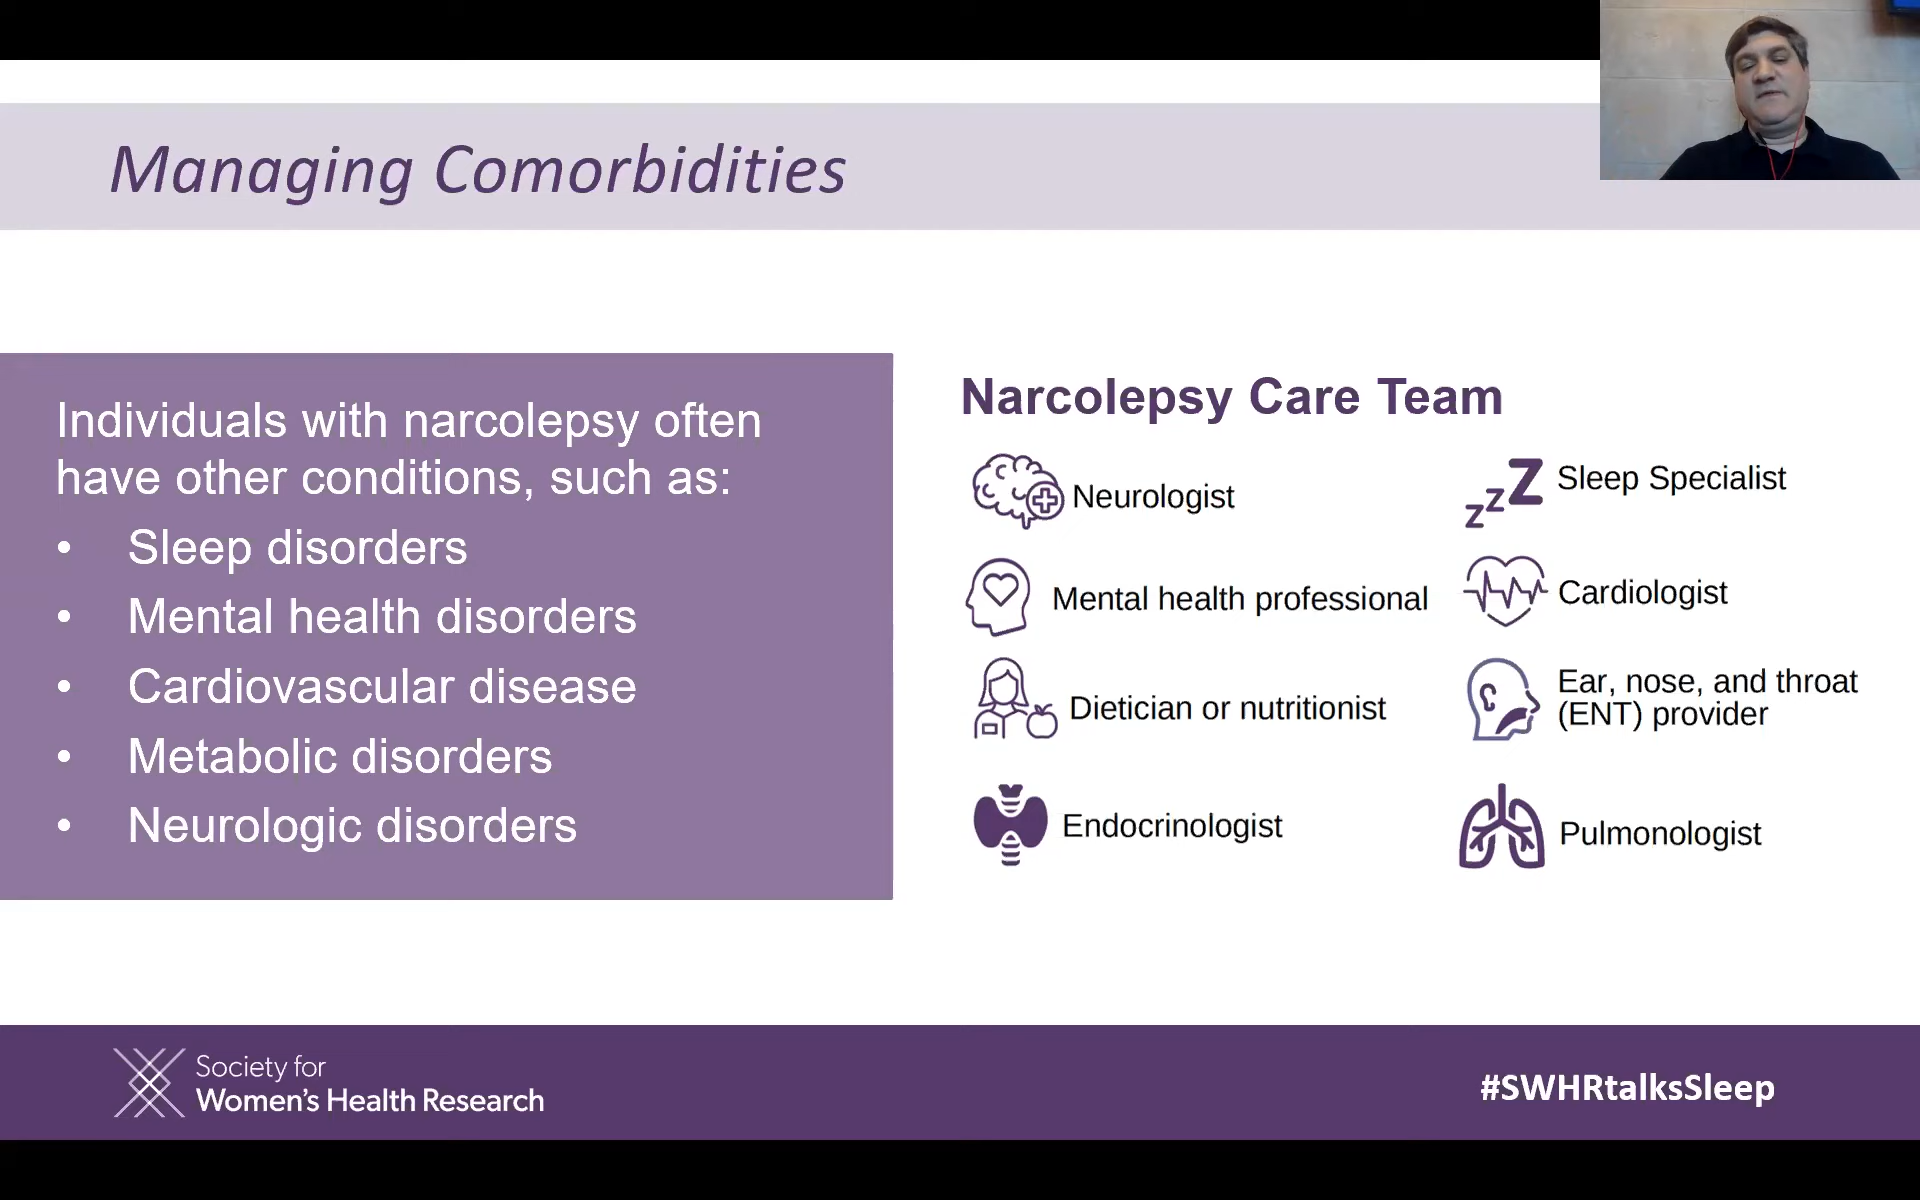 Managing Comorbidities
Individuals with narcolepsy often
have other conditions, such as:
• Sleep disorders
• Mental health disorders
• Cardiovascular disease
• Metabolic disorders
• Neurologic disorders
Narcolepsy Care Team
Neurologist
Mental health professional
Dietician or nutritionist
Endocrinologist
zzZ
Sleep Specialist
Cardiologist
Ear, nose, and throat
(ENT) provider
Pulmonologist
Society for
Women's Health Research
#SWHRtalksSleep